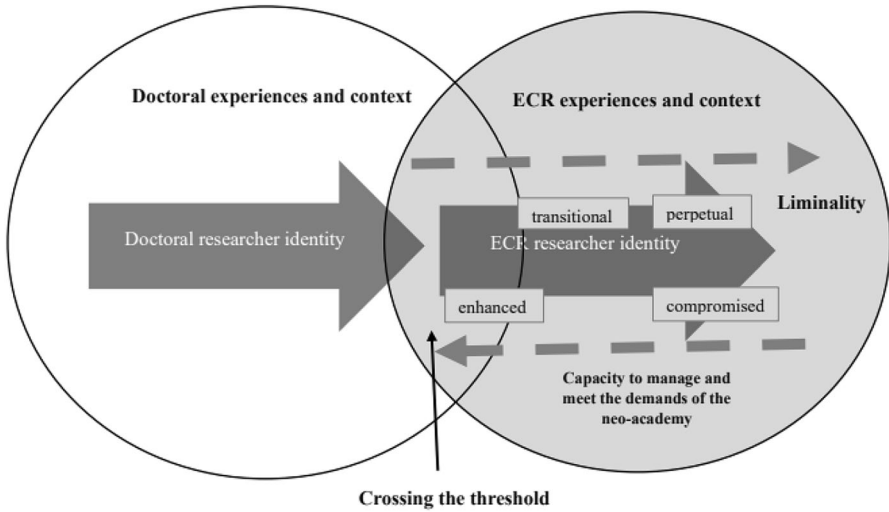 Doctoral experiences and context
ECR experiences and context
Liminality
transitional
perpetual
Doctoral researcher identity
ECR researcher identity
enhanced
compromised
Capacity to manage and
meet the demands of the
neo-academy
Crossing the threshold